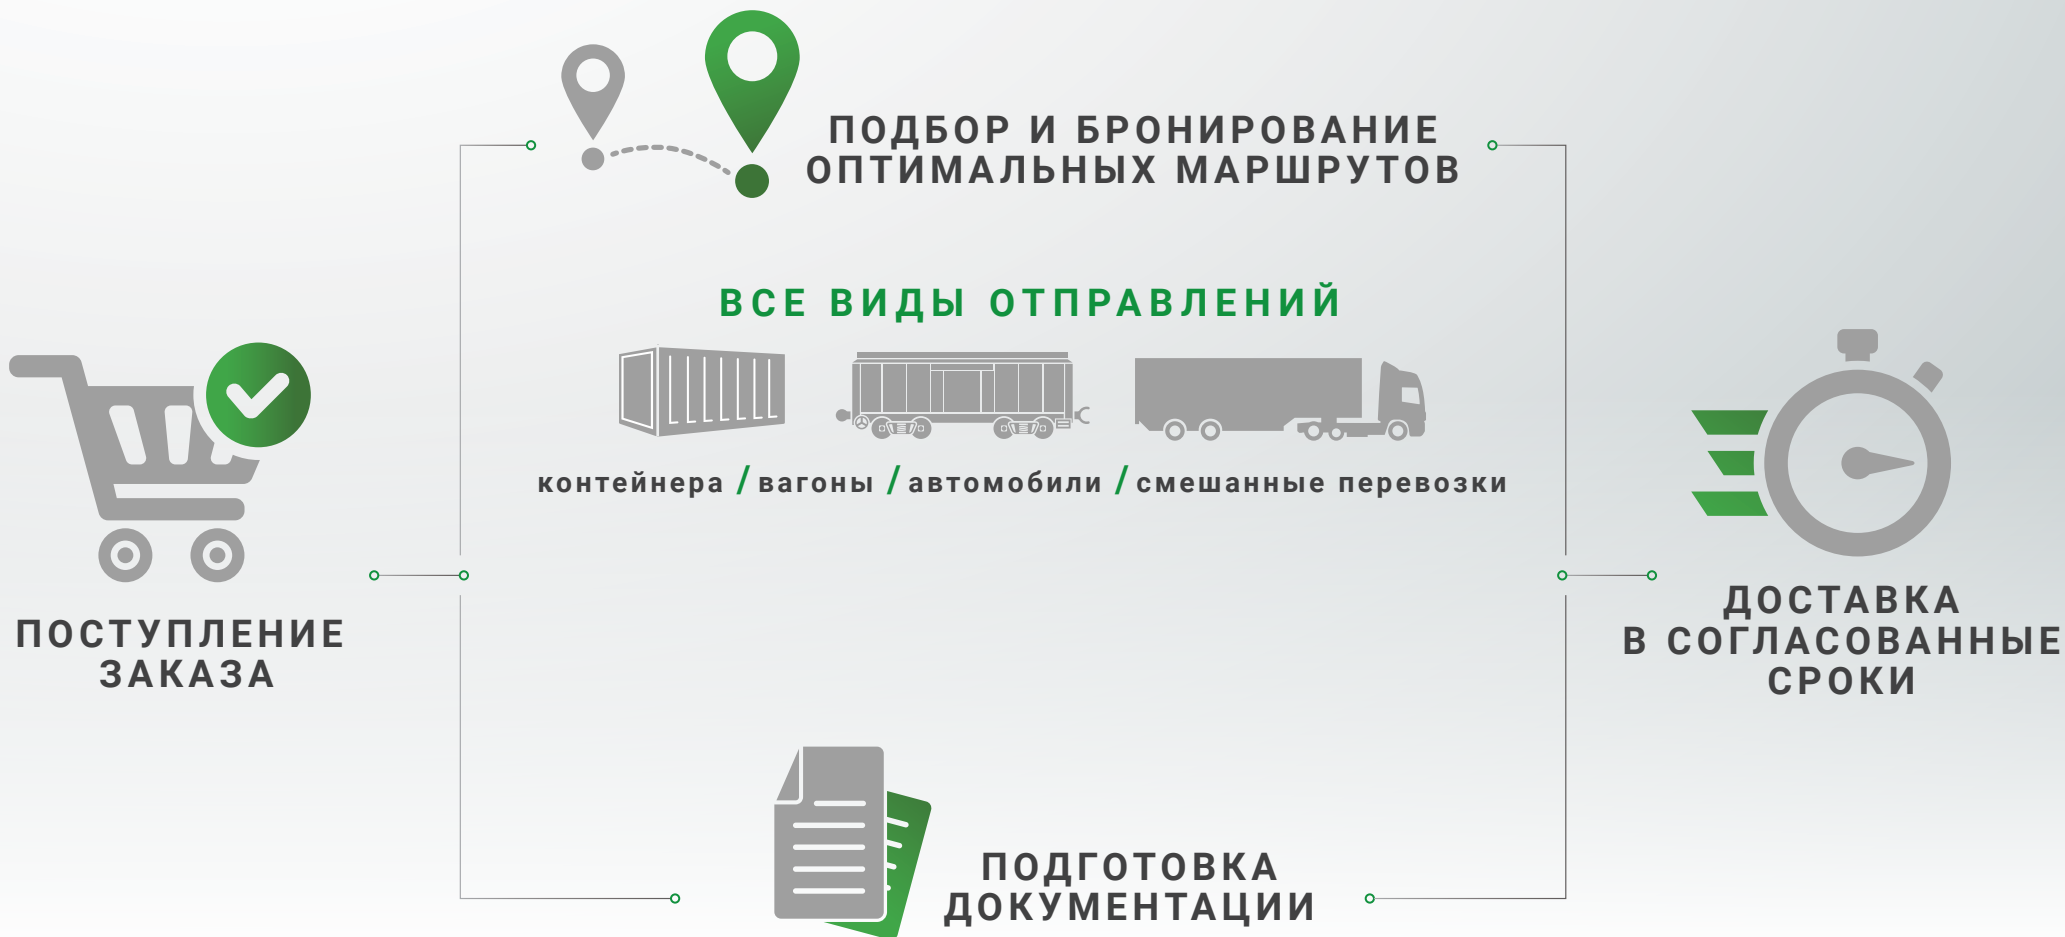 ПОДБОР И БРОНИРОВАНИЕ
ОПТИМАЛЬНЫХ МАРШРУТОВ
ВСЕ ВИДЫ ОТПРАВЛЕНИЙ
контейнера / вагоны / автомобили / смешанные перевозки
ПОСТУПЛЕНИЕ
ЗАКАЗА
ДОСТАВКА
В СОГЛАСОВАННЫЕ
СРОКИ
ПОДГОТОВКА
ДОКУМЕНТАЦИИ